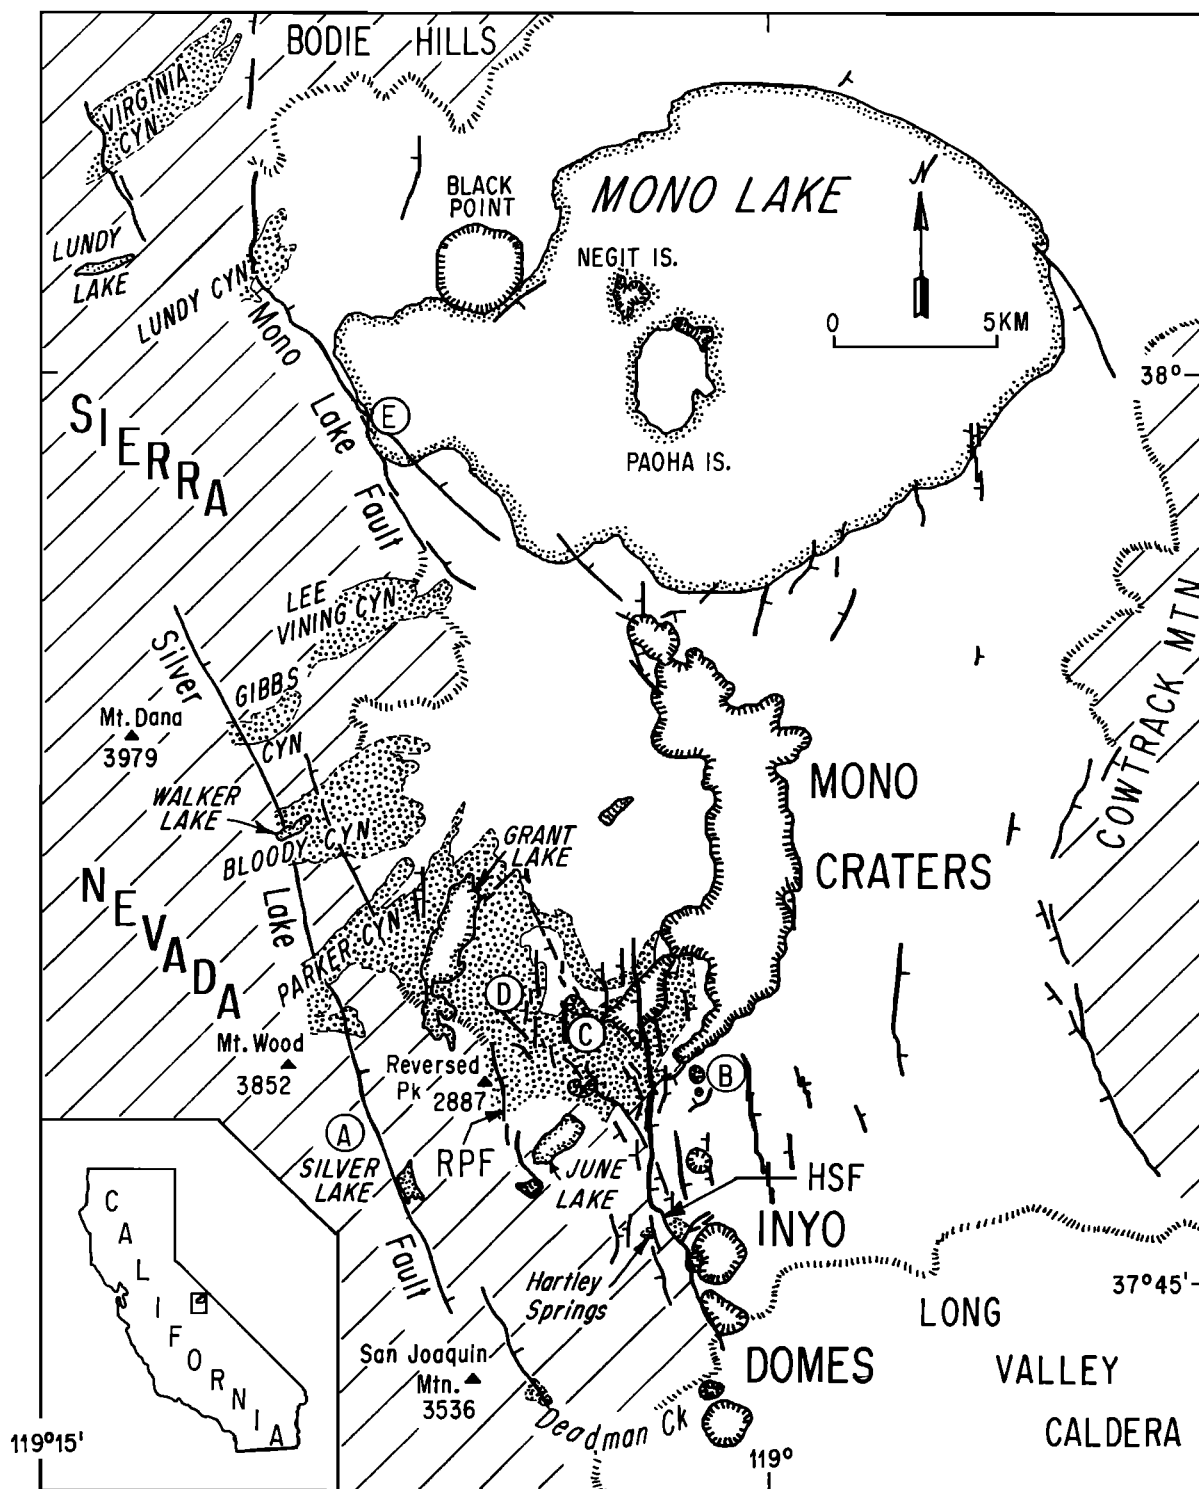 BODIE HILLS
VIRGINIA
CYN.
BLACK
POINT
MONO LAKE
N
LUNDY
LAKE
NEGIT IS.
LUNDY CYN.
Mono
Lake
Fault
0 5KM
38°
SIERRA
E
PAOHA IS.
LEE
VINING CYN.
Silver
Lake
Fault
GIBBS
CYN
Mt. Dana
3979
COWTRACK MTN
MONO
CRATERS
WALKER
LAKE
BLOODY CYN.
GRANT
LAKE
NEVADA
PARKER CYN.
D
C
Mt. Wood
3852
Reversed
Pk 2887
B
A
SILVER
LAKE
RPF
JUNE
LAKE
HSF
INYO
DOMES
Hartley
Springs
37°45'
LONG
VALLEY
CALDERA
San Joaquin
Mtn.
3536
Deadman Ck
CALIFORNIA
119°15'
119°